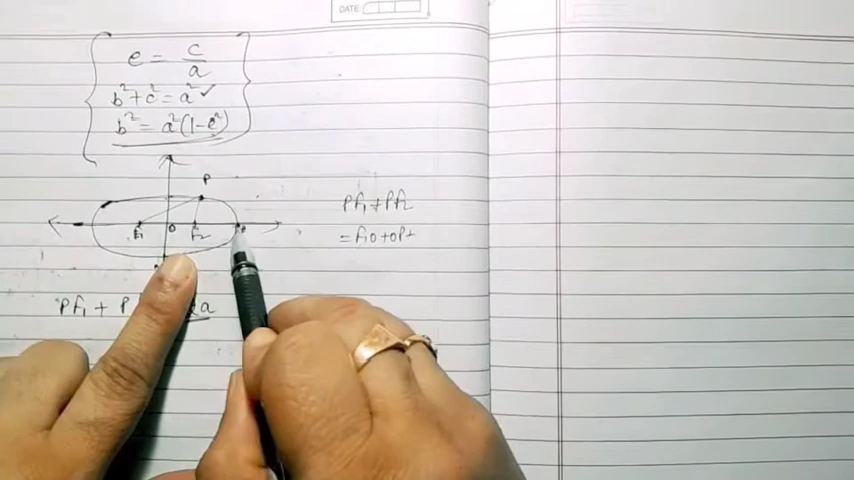 DATE:
e = c/a
b² + c² = a² ✓
b² = a²(1-e²)
P
F₁ O F₂ P
PF₁ + PF₂
= F₁O + OP +
PF₁ + P 2a